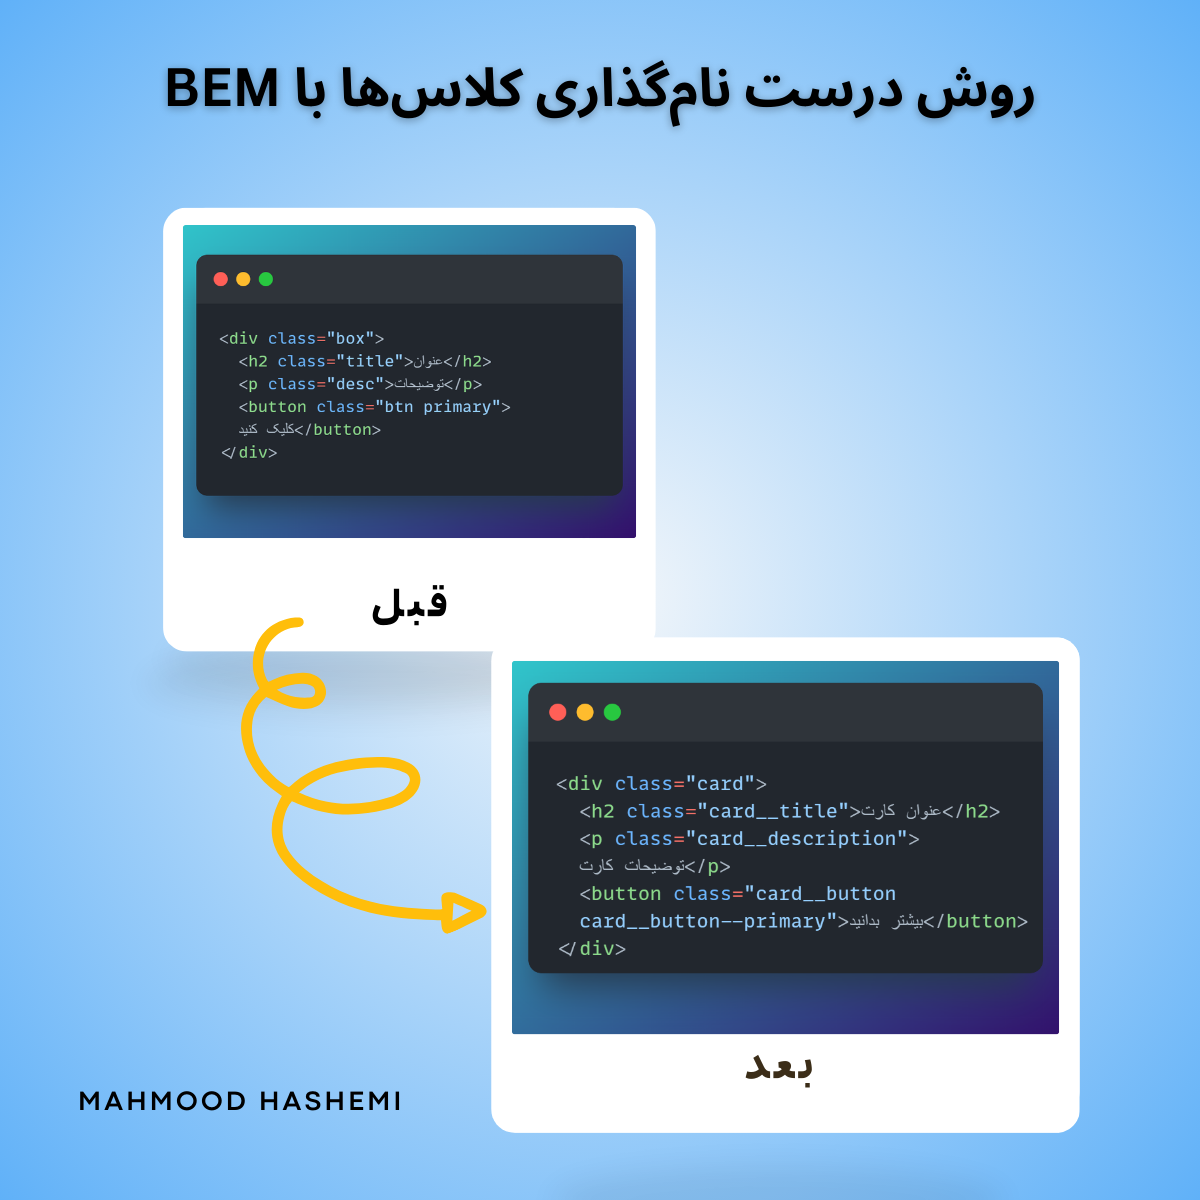 روش درست نام‌گذاری کلاس‌ها با BEM
<div class="box">
<h2 class="title">عنوان</h2>
<p class="desc">توضیحات</p>
<button class="btn primary">
کلیک کنید</button>
</div>
قبل
<div class="card">
<h2 class="card__title">عنوان کارت</h2>
<p class="card__description">
توضیحات کارت</p>
<button class="card__button
card__button--primary">بیشتر بدانید</button>
</div>
بعد
MAHMOOD HASHEMI